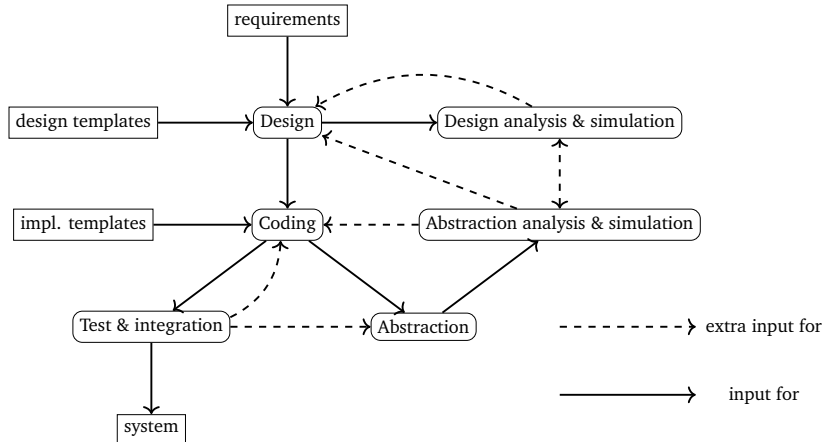 requirements
design templates
Design
Design analysis & simulation
impl. templates
Coding
Abstraction analysis & simulation
Test & integration
Abstraction
extra input for
input for
system